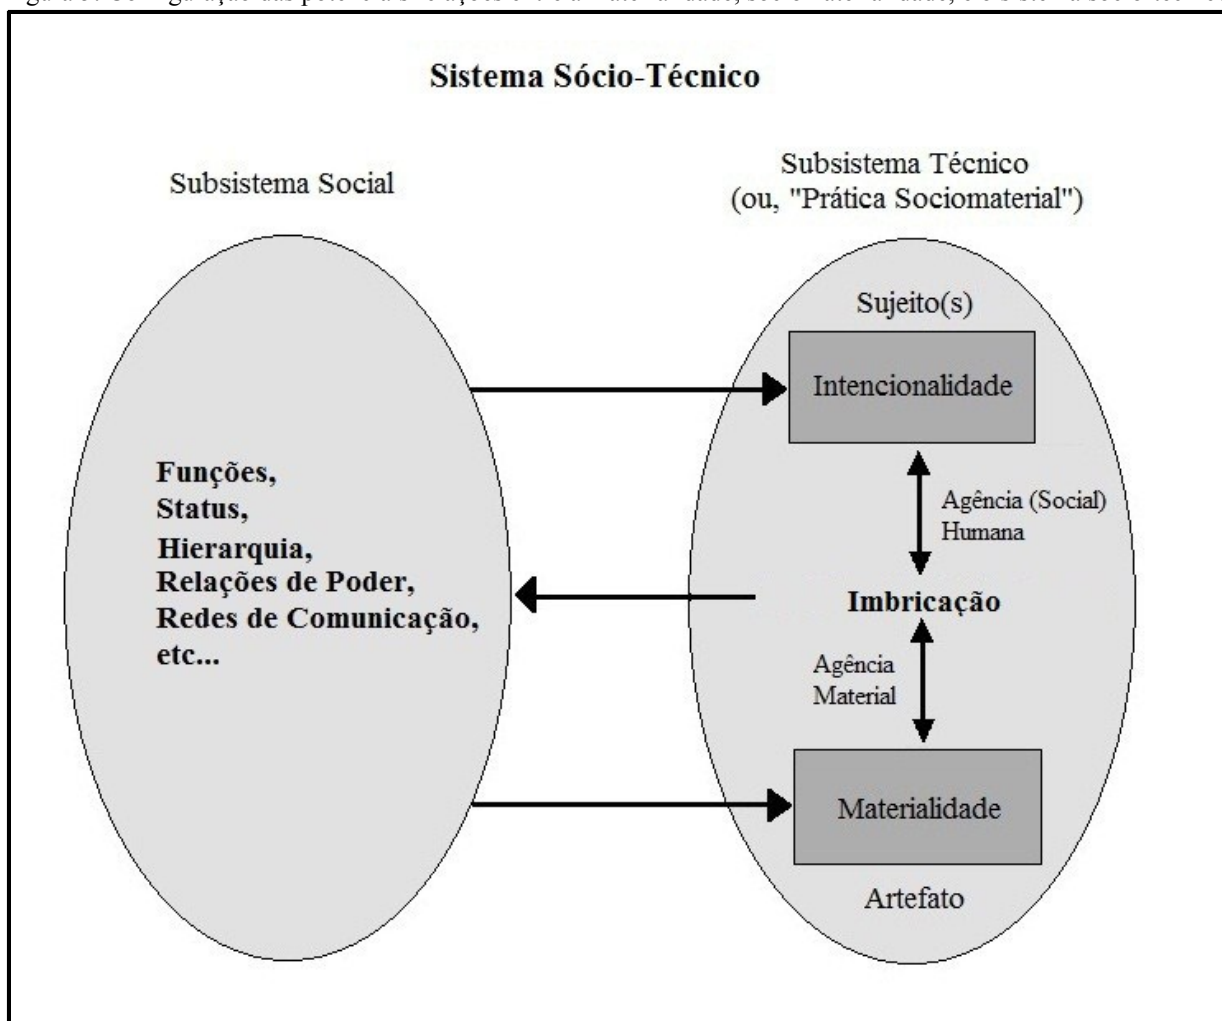 Sistema Sócio-Técnico
Subsistema Social
Subsistema Técnico
(ou, "Prática Sociomaterial")
Sujeito(s)
Intencionalidade
Funções,
Status,
Hierarquia,
Relações de Poder,
Redes de Comunicação,
etc...
Agência (Social)
Humana
Imbricação
Agência
Material
Materialidade
Artefato